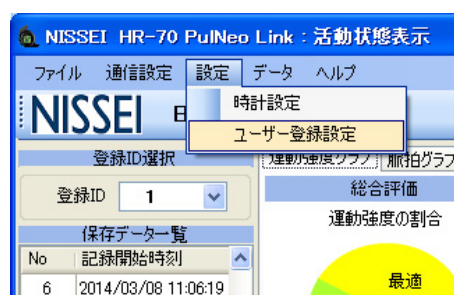 NISSEI HR-70 PulNeo Link：活動状態表示
ファイル 通信設定 設定 データ ヘルプ
時計設定
ユーザー登録設定
NISSEI
登録ID選択
運動強度グラフ 脈拍グラフ
登録ID 1
総合評価
運動強度の割合
保存データ一覧
No 記録開始時刻
6 2014/03/08 11:06:19
最適